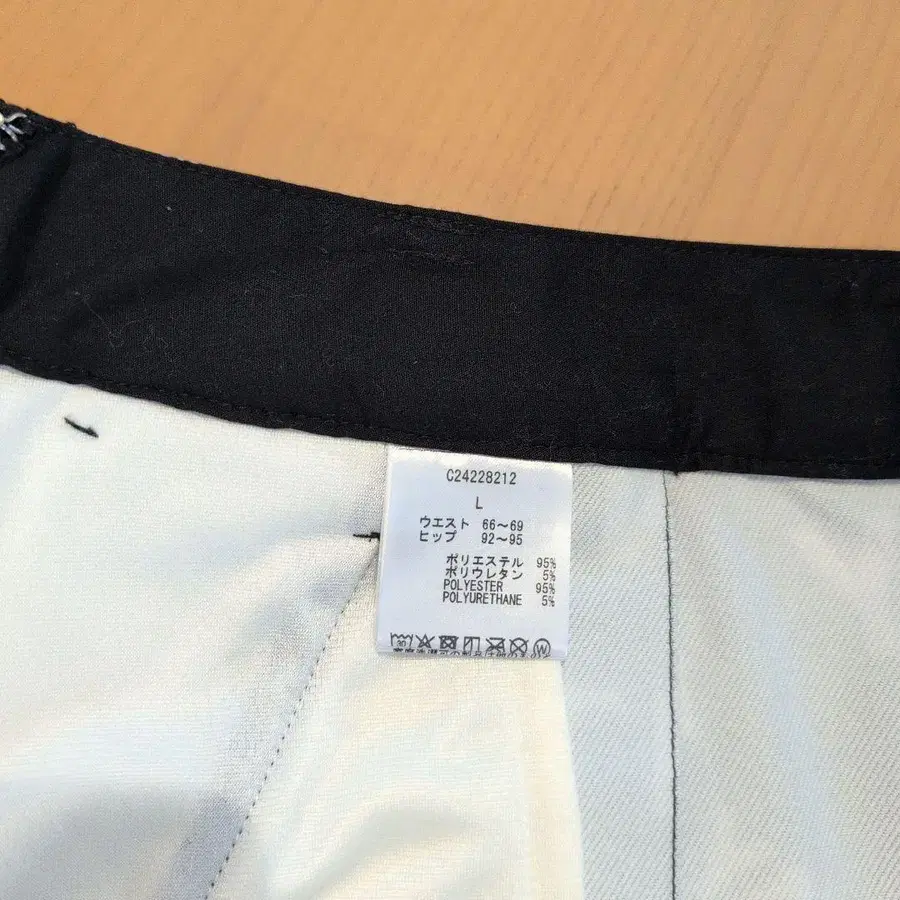 C24228212
L
ウエスト 66～69
ヒップ 92～95
ポリエステル 95%
ポリウレタン 5%
POLYESTER 95%
POLYURETHANE 5%
30
W